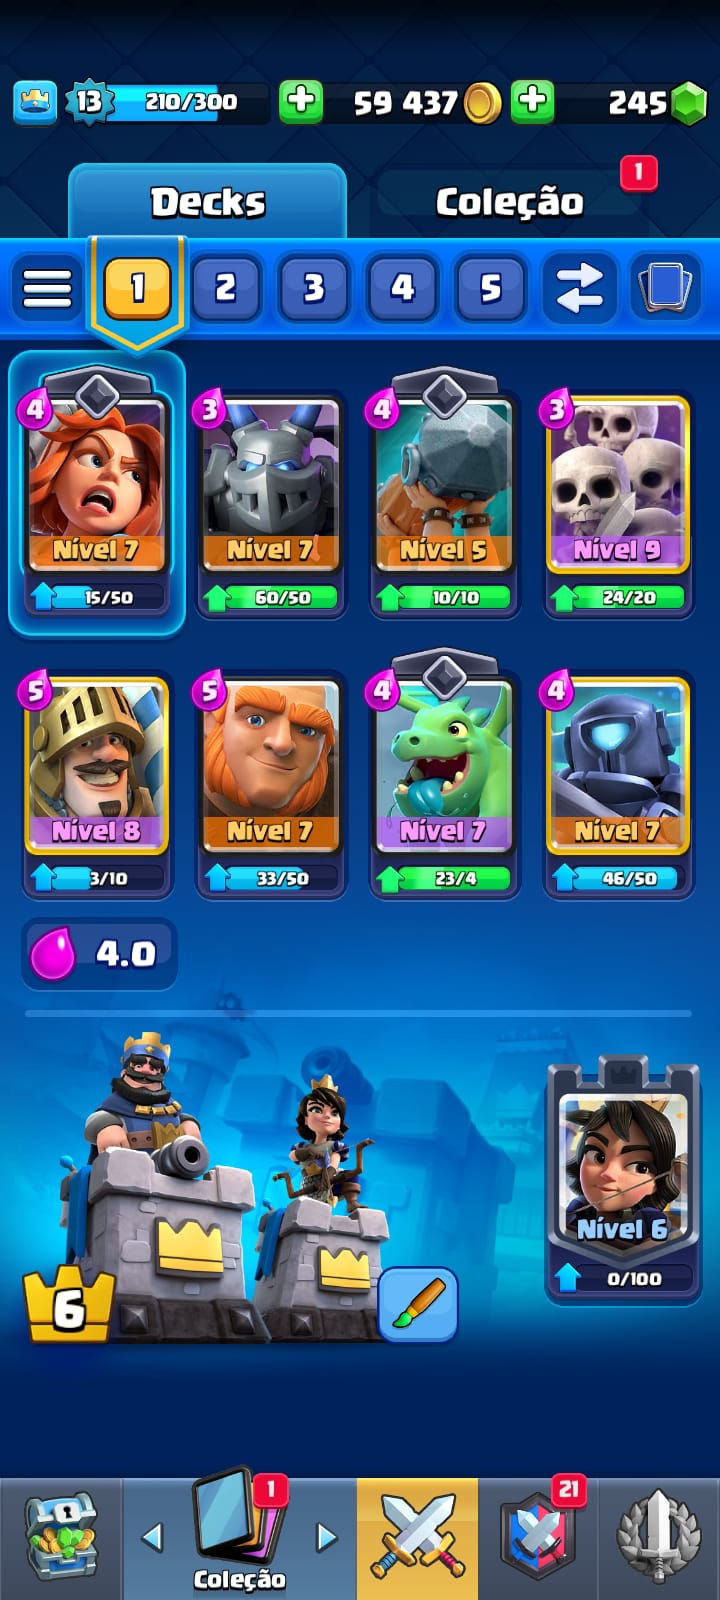 13 210/300 59 437 245
Decks Coleção 1
1 2 3 4 5
4 3 4 3
Nível 7 Nível 7 Nível 5 Nível 9
15/50 60/50 10/10 24/20
5 5 4 4
Nível 8 Nível 7 Nível 7 Nível 7
3/10 33/50 23/4 46/50
4.0
Nível 6
0/100
6
1 21
Coleção